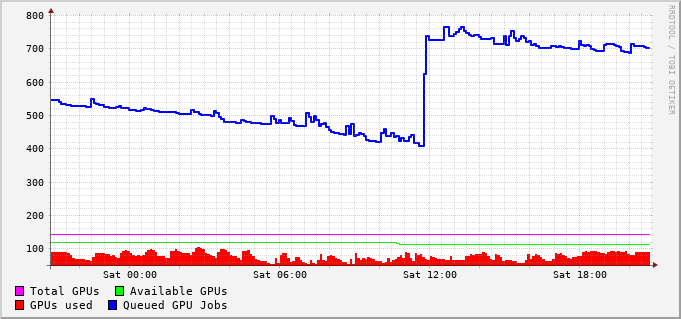 800
700
600
500
400
300
200
100
Sat 00:00 Sat 06:00 Sat 12:00 Sat 18:00
Total GPUs Available GPUs
GPUs used Queued GPU Jobs
RRDTOOL / TOBI OETIKER